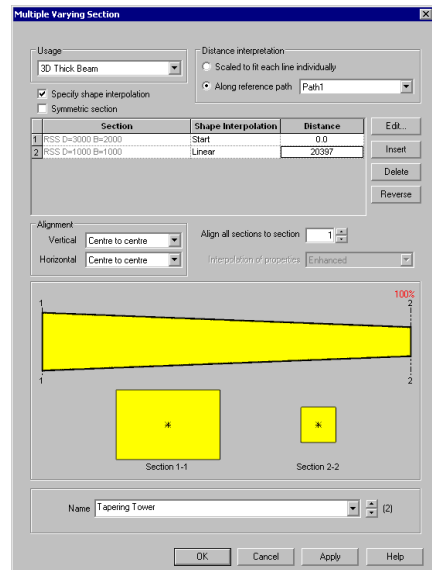 Multiple Varying Section
Usage
3D Thick Beam
Distance interpretation
Scaled to fit each line individually
Along reference path Path1
Specify shape interpolation
Symmetric section
Section Shape Interpolation Distance
1 RSS D=3000 B=2000 Start 0.0
2 RSS D=1000 B=1000 Linear 20397
Edit...
Insert
Delete
Reverse
Alignment
Vertical Centre to centre
Horizontal Centre to centre
Align all sections to section 1
Interpolation of properties Enhanced
100%
1 2
1 2
Section 1-1 Section 2-2
Name Tapering Tower (2)
OK Cancel Apply Help